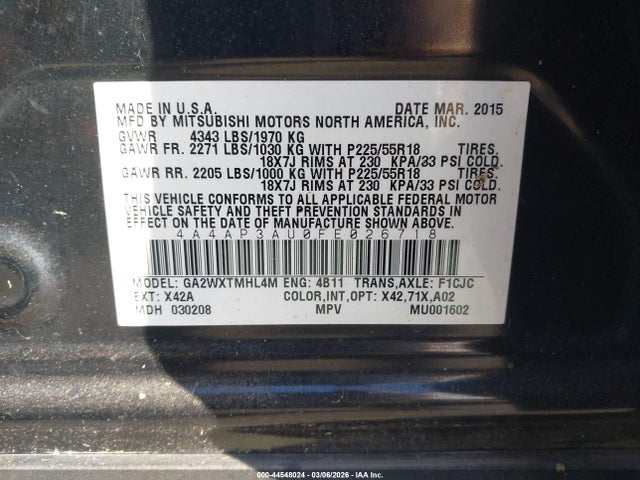 MADE IN U.S.A. DATE MAR. 2015
MFD BY MITSUBISHI MOTORS NORTH AMERICA, INC.
GVWR 4343 LBS/1970 KG
GAWR FR. 2271 LBS/1030 KG WITH P225/55R18 TIRES.
18X7J RIMS AT 230 KPA/33 PSI COLD.
GAWR RR. 2205 LBS/1000 KG WITH P225/55R18 TIRES.
18X7J RIMS AT 230 KPA/33 PSI COLD.
THIS VEHICLE CONFORMS TO ALL APPLICABLE FEDERAL MOTOR
VEHICLE SAFETY AND THEFT PREVENTION STANDARDS IN
EFFECT ON THE DATE OF MANUFACTURE SHOWN ABOVE.
4A4AP3AU0FE026718
MODEL: GA2WXTMHL4M ENG: 4B11 TRANS,AXLE: F1CJC
EXT: X42A COLOR,INT,OPT: X42,71X,A02
MDH 030208 MPV MU001602
000-44548024 — 03/06/2026 — IAA Inc.